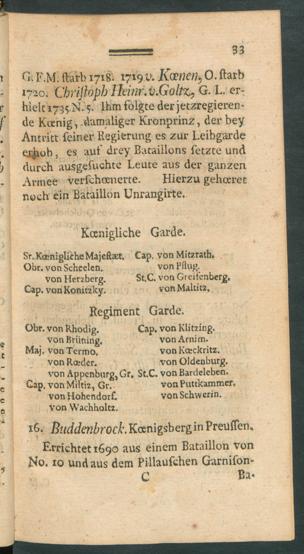 33
G. F. M. ſtarb 1718. 1719 v. Kœnen, O. ſtarb
1720. Chriſtoph Heinr. v. Goltz, G. L. er-
hielt 1735 N. 5. Ihm folgte der jetzregieren-
de Kœnig, damaliger Kronprinz, der bey
Antritt ſeiner Regierung es zur Leibgarde
erhob, es auf drey Bataillons ſetzte und
durch ausgeſuchte Leute aus der ganzen
Armee verſchœnerte. Hierzu gehœret
noch ein Bataillon Unrangirte.
Kœnigliche Garde.
Sr. Kœnigliche Majeſtæt. Cap. von Mitzrath.
Obr. von Scheelen. von Pflug.
von Herzberg. St.C. von Greifenberg.
Cap. von Konitzky. von Maltitz.
Regiment Garde.
Obr. von Rhodig. Cap. von Klitzing.
von Brüning. von Arnim.
Maj. von Termo. von Kœckritz.
von Rœder. von Oldenburg.
von Appenburg, Gr. St.C. von Bardeleben.
Cap. von Miltiz, Gr. von Puttkammer.
von Hohendorf. von Schwerin.
von Wachholtz.
16. Buddenbrock. Kœnigsberg in Preuſſen.
Errichtet 1690 aus einem Bataillon von
No. 10 und aus dem Pillauſchen Garniſon-
C Ba-